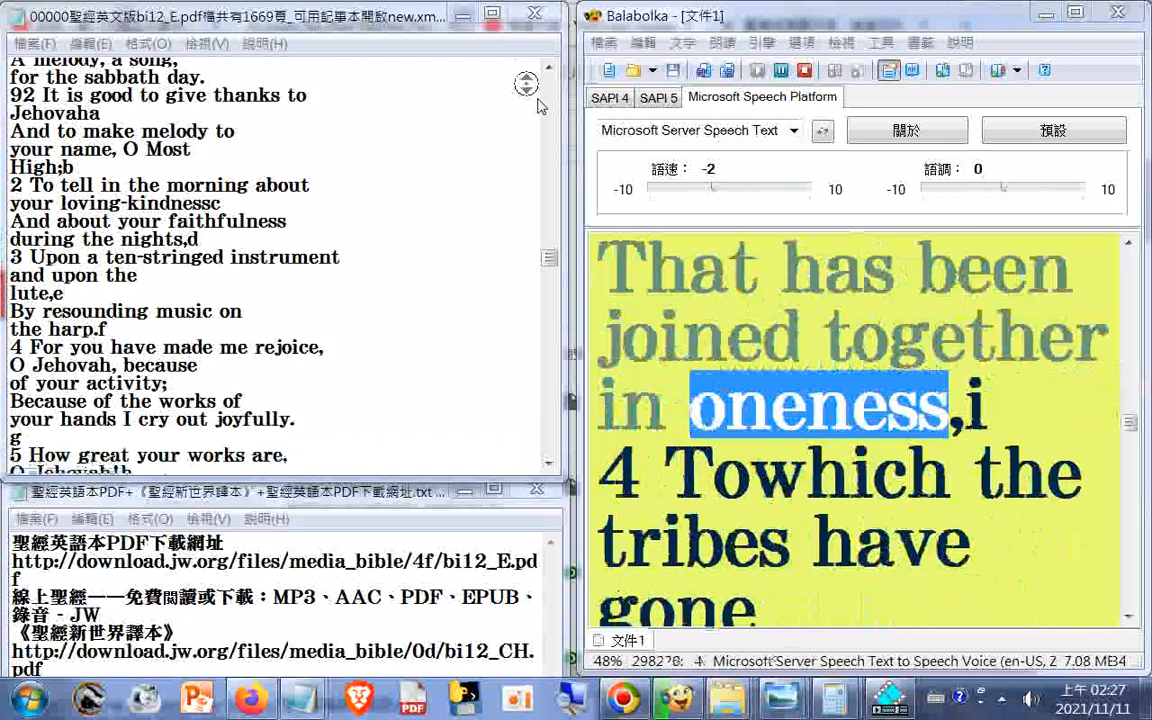 00000聖經英文版bi12_E.pdf檔共有1669頁_可用記事本開啟new.xm...
檔案(F) 編輯(E) 格式(O) 檢視(V) 說明(H)
A melody, a song,
for the sabbath day.
92 It is good to give thanks to
Jehovaha
And to make melody to
your name, O Most
High;b
2 To tell in the morning about
your loving-kindnessc
And about your faithfulness
during the nights,d
3 Upon a ten-stringed instrument
and upon the
lute,e
By resounding music on
the harp.f
4 For you have made me rejoice,
O Jehovah, because
of your activity;
Because of the works of
your hands I cry out joyfully.
g
5 How great your works are,
O Jehovah!h
聖經英語本PDF+《聖經新世界譯本》+聖經英語本PDF下載網址.txt ...
檔案(F) 編輯(E) 格式(O) 檢視(V) 說明(H)
聖經英語本PDF下載網址
http://download.jw.org/files/media_bible/4f/bi12_E.pd
f
線上聖經——免費閱讀或下載：MP3、AAC、PDF、EPUB、
錄音 - JW
《聖經新世界譯本》
http://download.jw.org/files/media_bible/0d/bi12_CH.
pdf
Balabolka - [文件1]
檔案 編輯 文字 朗讀 引擎 選項 檢視 工具 書籤 說明
SAPI 4 SAPI 5 Microsoft Speech Platform
Microsoft Server Speech Text 關於 預設
語速： -2 語調： 0
-10 10 -10 10
That has been
joined together
in oneness,i
4 Towhich the
tribes have
gone
文件1
48% Microsoft Server Speech Text to Speech Voice (en-US, Z 7.08 MB
上午 02:27
2021/11/11